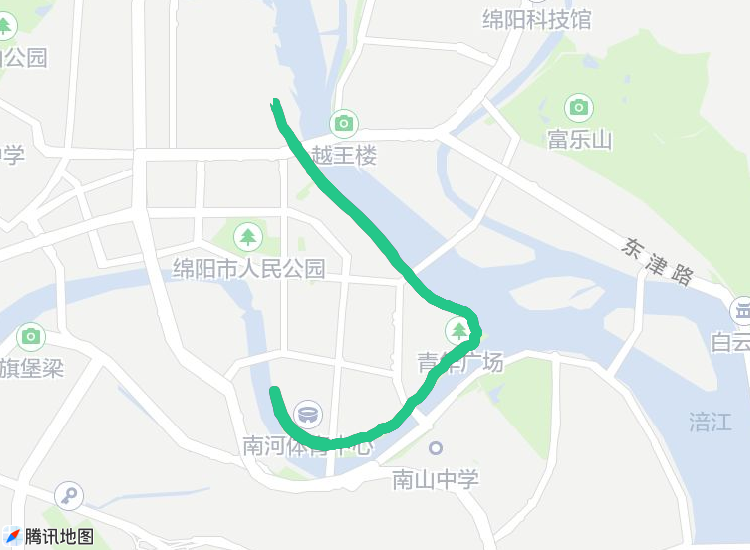 绵阳科技馆
公园
富乐山
中学
越王楼
东津路
绵阳市人民公园
白云
旗堡梁
青年广场
涪江
南河体育中心
南山中学
腾讯地图